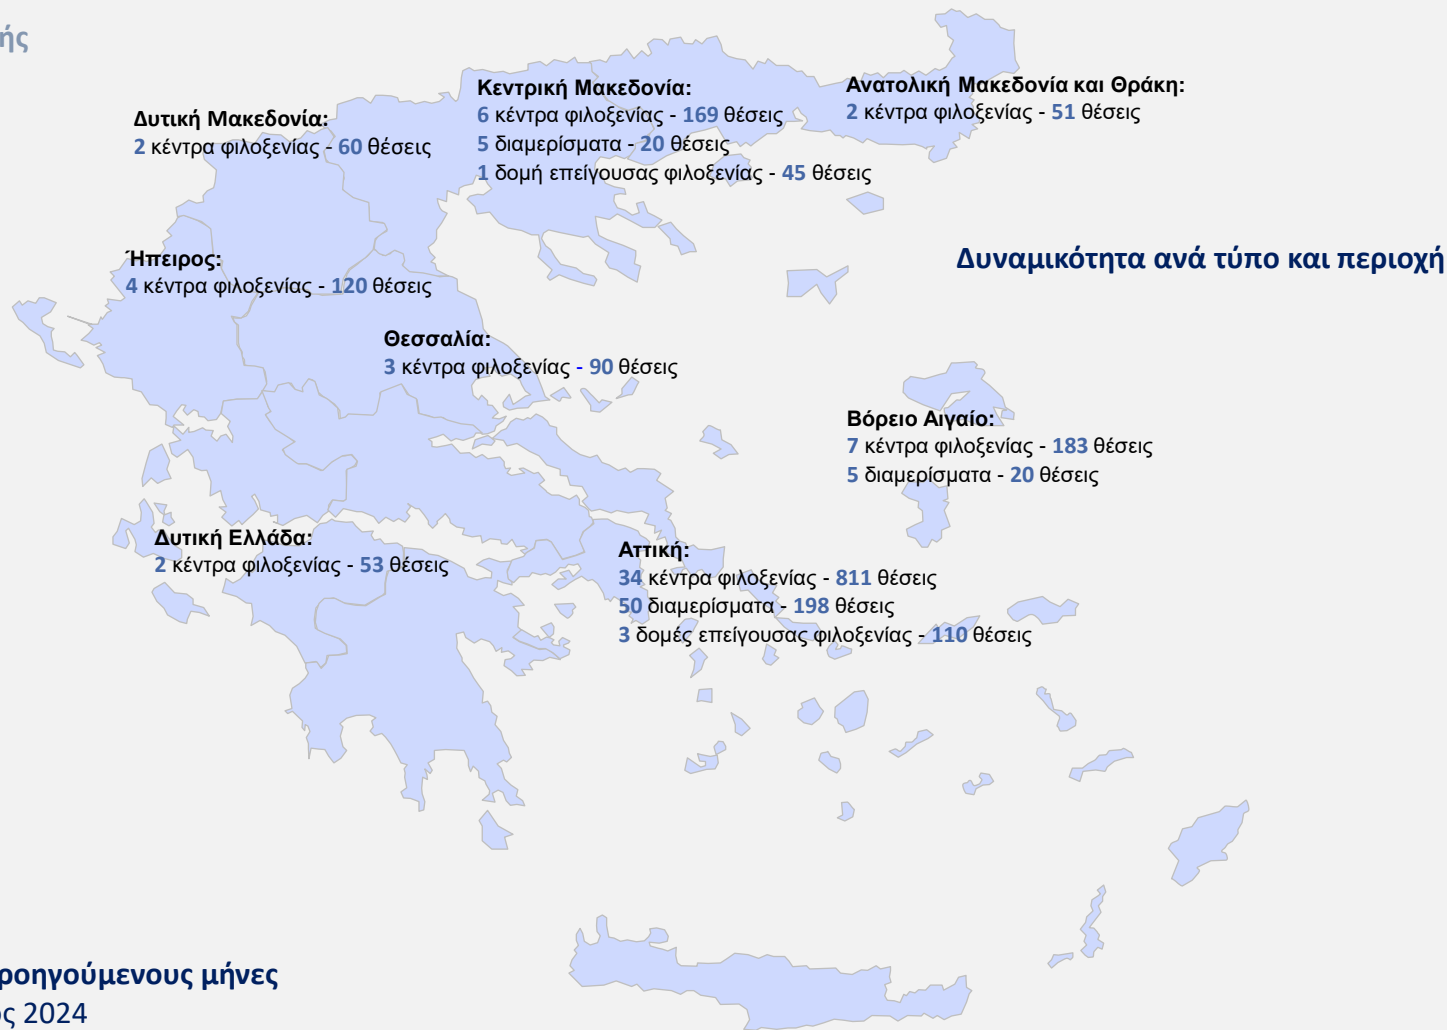 ής
Κεντρική Μακεδονία:
6 κέντρα φιλοξενίας - 169 θέσεις
5 διαμερίσματα - 20 θέσεις
1 δομή επείγουσας φιλοξενίας - 45 θέσεις
Ανατολική Μακεδονία και Θράκη:
2 κέντρα φιλοξενίας - 51 θέσεις
Δυτική Μακεδονία:
2 κέντρα φιλοξενίας - 60 θέσεις
Ήπειρος:
4 κέντρα φιλοξενίας - 120 θέσεις
Δυναμικότητα ανά τύπο και περιοχή
Θεσσαλία:
3 κέντρα φιλοξενίας - 90 θέσεις
Βόρειο Αιγαίο:
7 κέντρα φιλοξενίας - 183 θέσεις
5 διαμερίσματα - 20 θέσεις
Δυτική Ελλάδα:
2 κέντρα φιλοξενίας - 53 θέσεις
Αττική:
34 κέντρα φιλοξενίας - 811 θέσεις
50 διαμερίσματα - 198 θέσεις
3 δομές επείγουσας φιλοξενίας - 110 θέσεις
ροηγούμενους μήνες
ος 2024